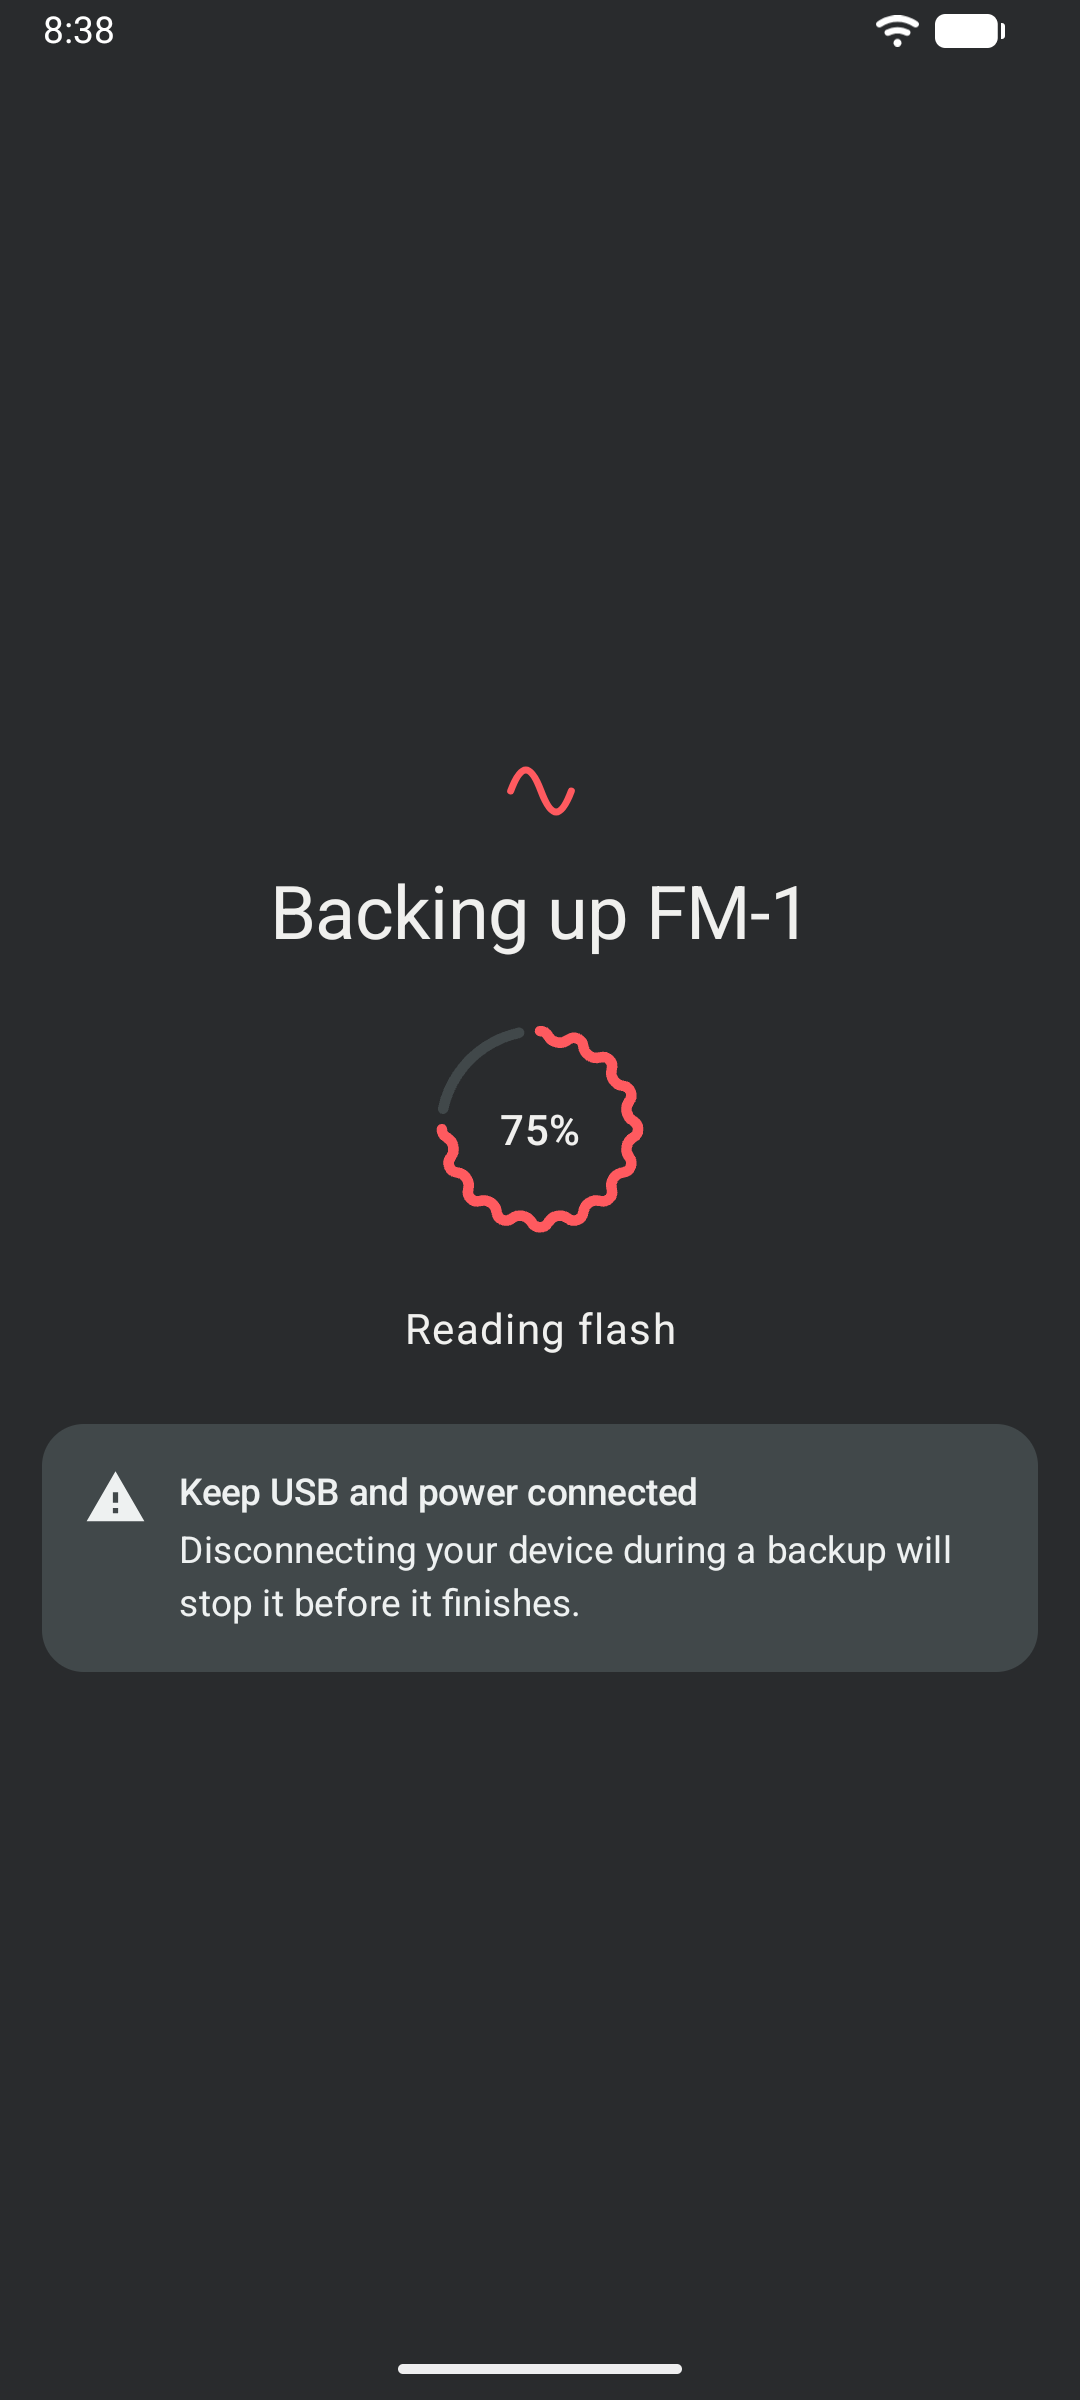 8:38
Backing up FM-1
75%
Reading flash
Keep USB and power connected
Disconnecting your device during a backup will
stop it before it finishes.